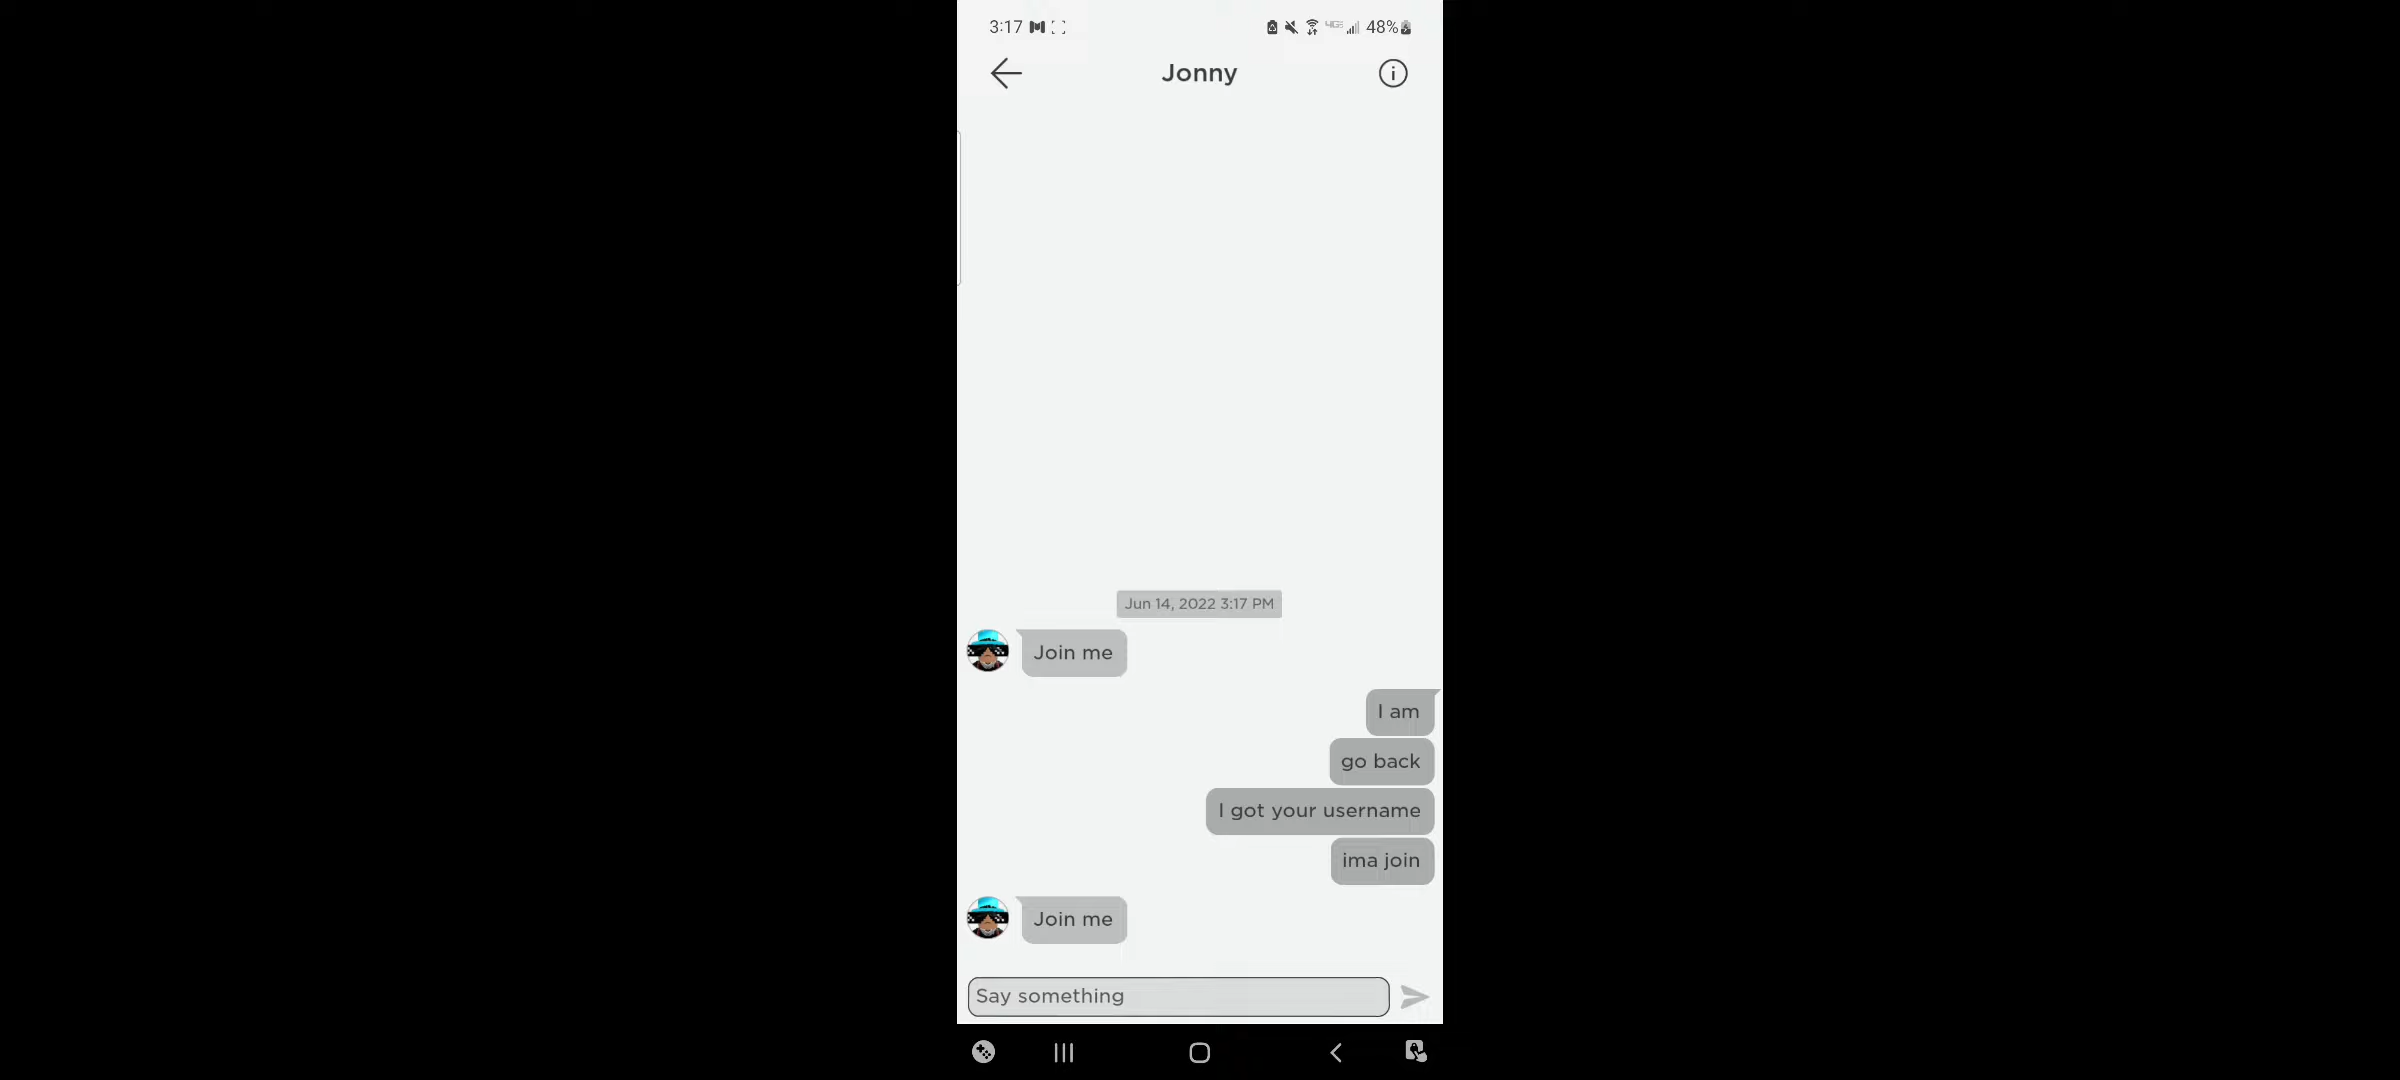 3:17 48%
Jonny
Jun 14, 2022 3:17 PM
Join me
I am
go back
I got your username
ima join
Join me
Say something